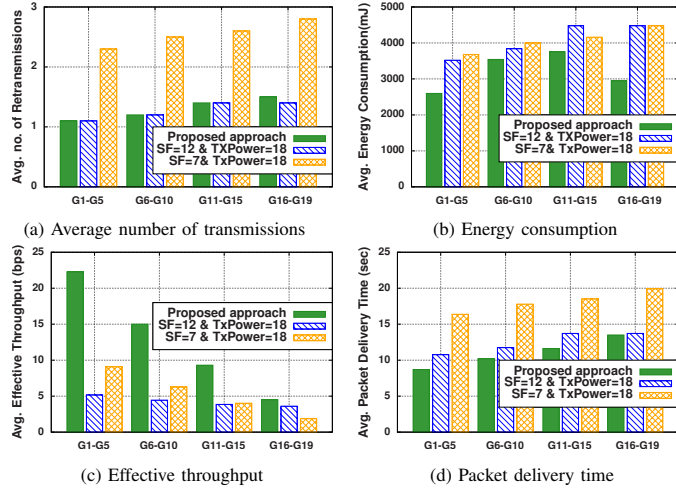 Avg. no. of Retransmissions
3
2
1
0
Proposed approach
SF=12 & TXPower=18
SF=7& TxPower=18
G1-G5 G6-G10 G11-G15 G16-G19
(a) Average number of transmissions
Avg. Energy Consumption(mJ)
5000
4000
3000
2000
1000
0
Proposed approach
SF=12 & TXPower=18
SF=7& TxPower=18
G1-G5 G6-G10 G11-G15 G16-G19
(b) Energy consumption
Avg. Effective Throughput (bps)
25
20
15
10
5
0
Proposed approach
SF=12 & TxPower=18
SF=7 & TxPower=18
G1-G5 G6-G10 G11-G15 G16-G19
(c) Effective throughput
Avg. Packet Delivery Time (sec)
25
20
15
10
5
0
Proposed approach
SF=12 & TxPower=18
SF=7 & TxPower=18
G1-G5 G6-G10 G11-G15 G16-G19
(d) Packet delivery time